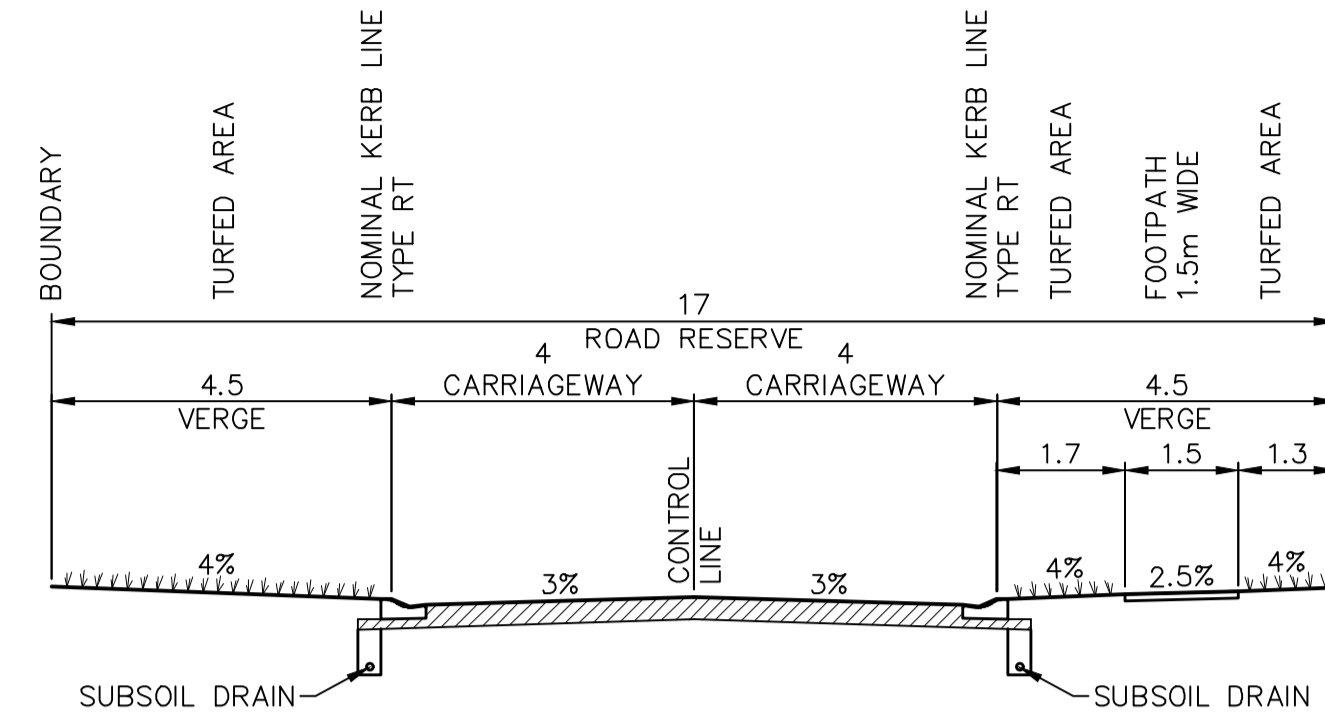 BOUNDARY
TURFED AREA
NOMINAL KERB LINE
TYPE RT
NOMINAL KERB LINE
TYPE RT
TURFED AREA
FOOTPATH
1.5m WIDE
TURFED AREA
17
ROAD RESERVE
4.5
VERGE
4
CARRIAGEWAY
4
CARRIAGEWAY
4.5
VERGE
1.7
1.5
1.3
CONTROL
LINE
4%
3%
3%
4%
2.5%
4%
SUBSOIL DRAIN
SUBSOIL DRAIN